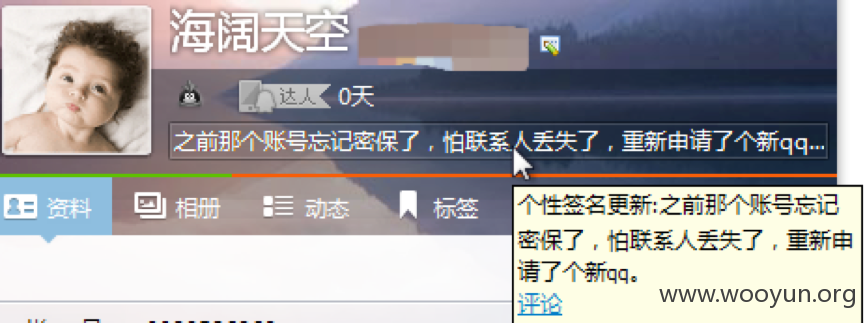 海阔天空
达人 0天
之前那个账号忘记密保了，怕联系人丢失了，重新申请了个新qq...
资料 相册 动态 标签
个性签名更新:之前那个账号忘记
密保了，怕联系人丢失了，重新申
请了个新qq。
评论
www.wooyun.org